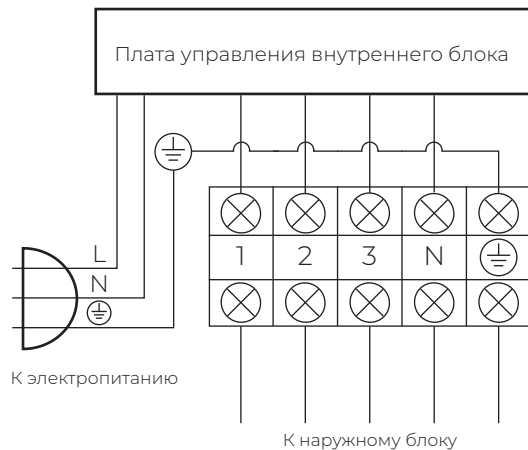 Плата управления внутреннего блока
L
1 2 3 N
N
К электропитанию
К наружному блоку